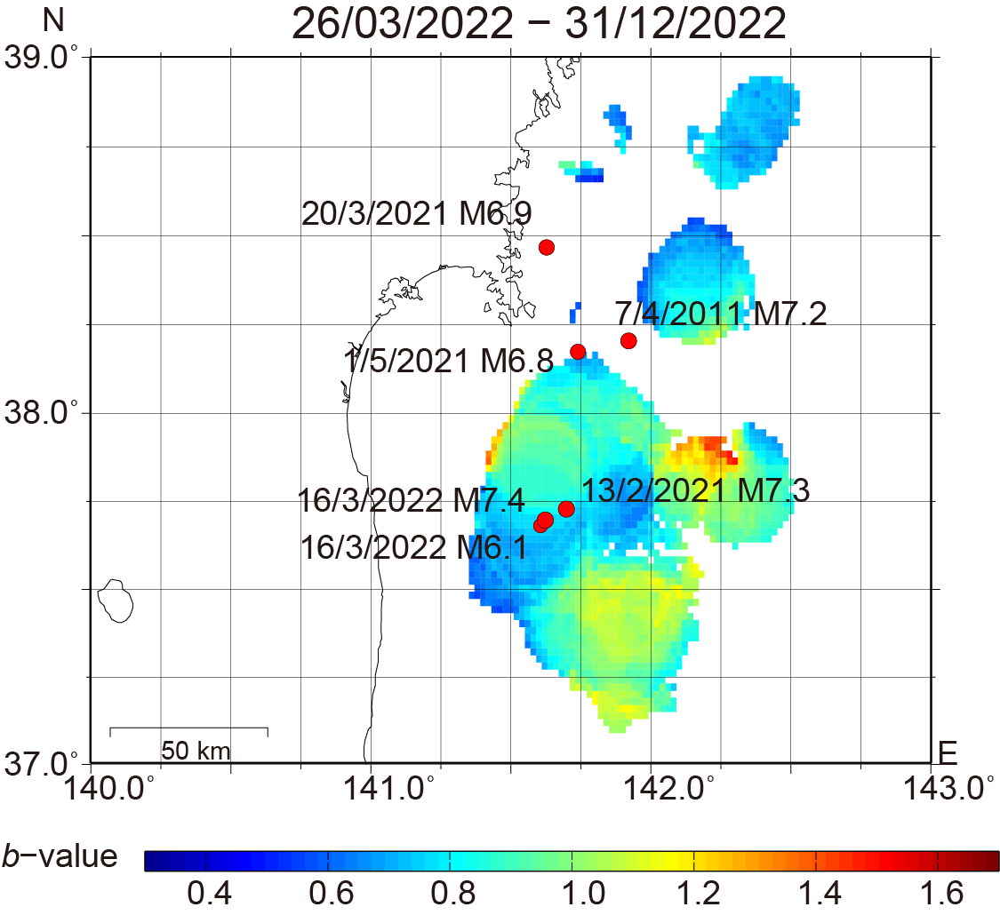 N
26/03/2022 − 31/12/2022
39.0°
20/3/2021 M6.9
7/4/2011 M7.2
1/5/2021 M6.8
38.0°
13/2/2021 M7.3
16/3/2022 M7.4
16/3/2022 M6.1
50 km
37.0°
E
140.0° 141.0° 142.0° 143.0°
b−value
0.4 0.6 0.8 1.0 1.2 1.4 1.6